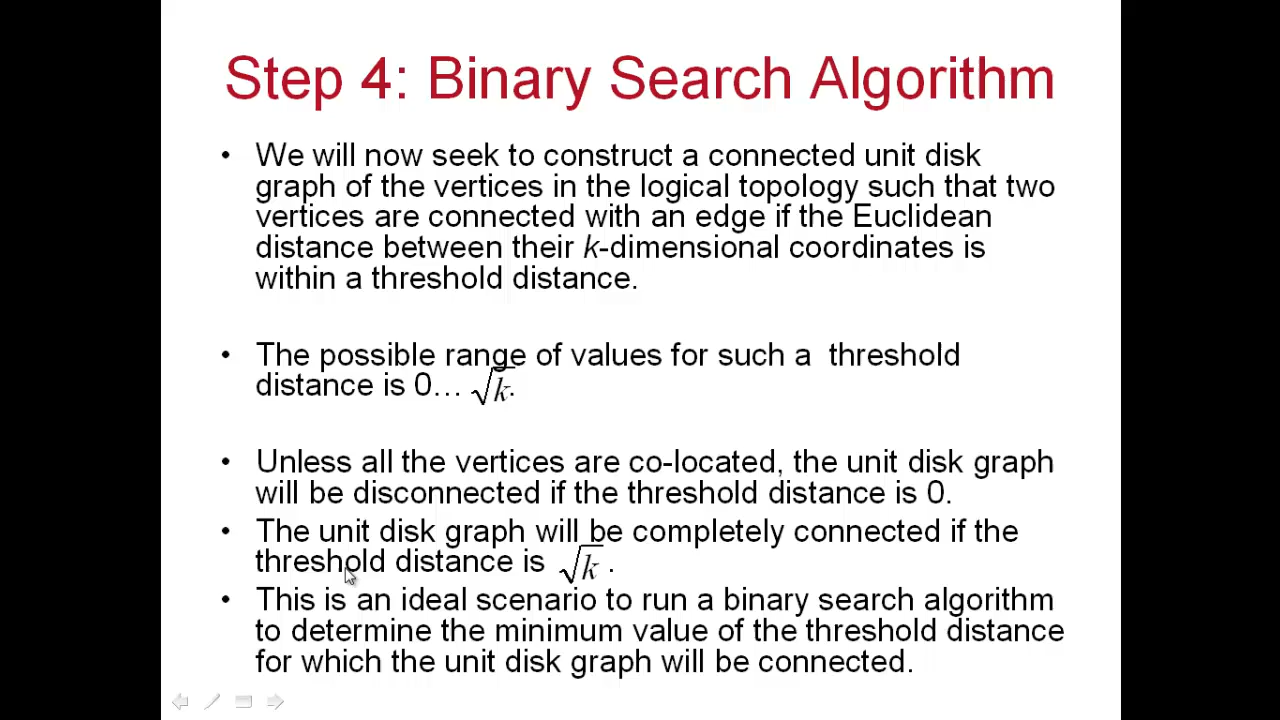 Step 4: Binary Search Algorithm
• We will now seek to construct a connected unit disk
graph of the vertices in the logical topology such that two
vertices are connected with an edge if the Euclidean
distance between their k-dimensional coordinates is
within a threshold distance.
• The possible range of values for such a threshold
distance is 0… √k.
• Unless all the vertices are co-located, the unit disk graph
will be disconnected if the threshold distance is 0.
• The unit disk graph will be completely connected if the
threshold distance is √k .
• This is an ideal scenario to run a binary search algorithm
to determine the minimum value of the threshold distance
for which the unit disk graph will be connected.